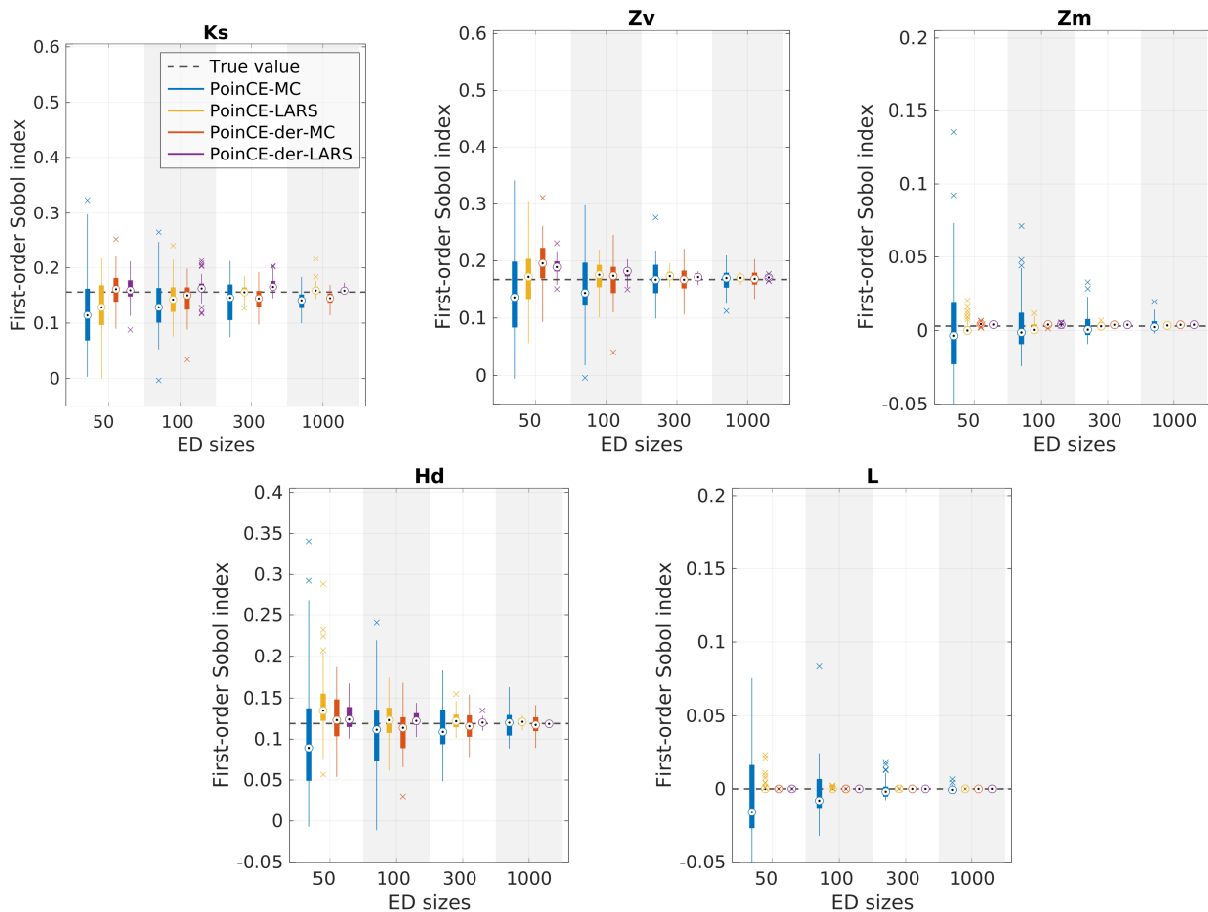 Ks
First-order Sobol index
0.6
0.5
0.4
0.3
0.2
0.1
0
True value
PoinCE-MC
PoinCE-LARS
PoinCE-der-MC
PoinCE-der-LARS
50 100 300 1000
ED sizes
Zv
First-order Sobol index
0.6
0.5
0.4
0.3
0.2
0.1
0
50 100 300 1000
ED sizes
Zm
First-order Sobol index
0.2
0.15
0.1
0.05
0
-0.05
50 100 300 1000
ED sizes
Hd
First-order Sobol index
0.4
0.35
0.3
0.25
0.2
0.15
0.1
0.05
0
-0.05
50 100 300 1000
ED sizes
L
First-order Sobol index
0.2
0.15
0.1
0.05
0
-0.05
50 100 300 1000
ED sizes